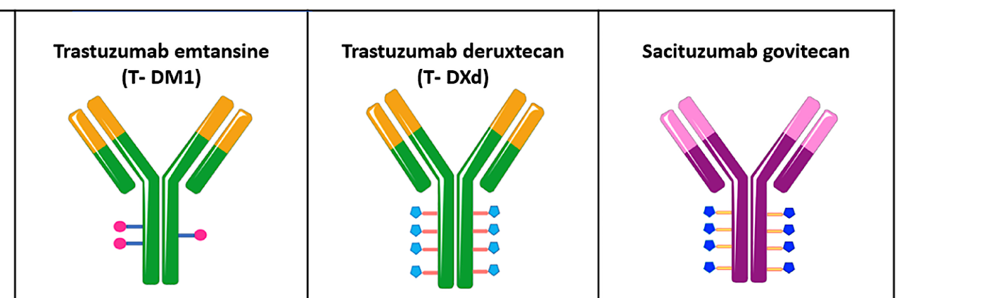 Trastuzumab emtansine
(T- DM1)
Trastuzumab deruxtecan
(T- DXd)
Sacituzumab govitecan